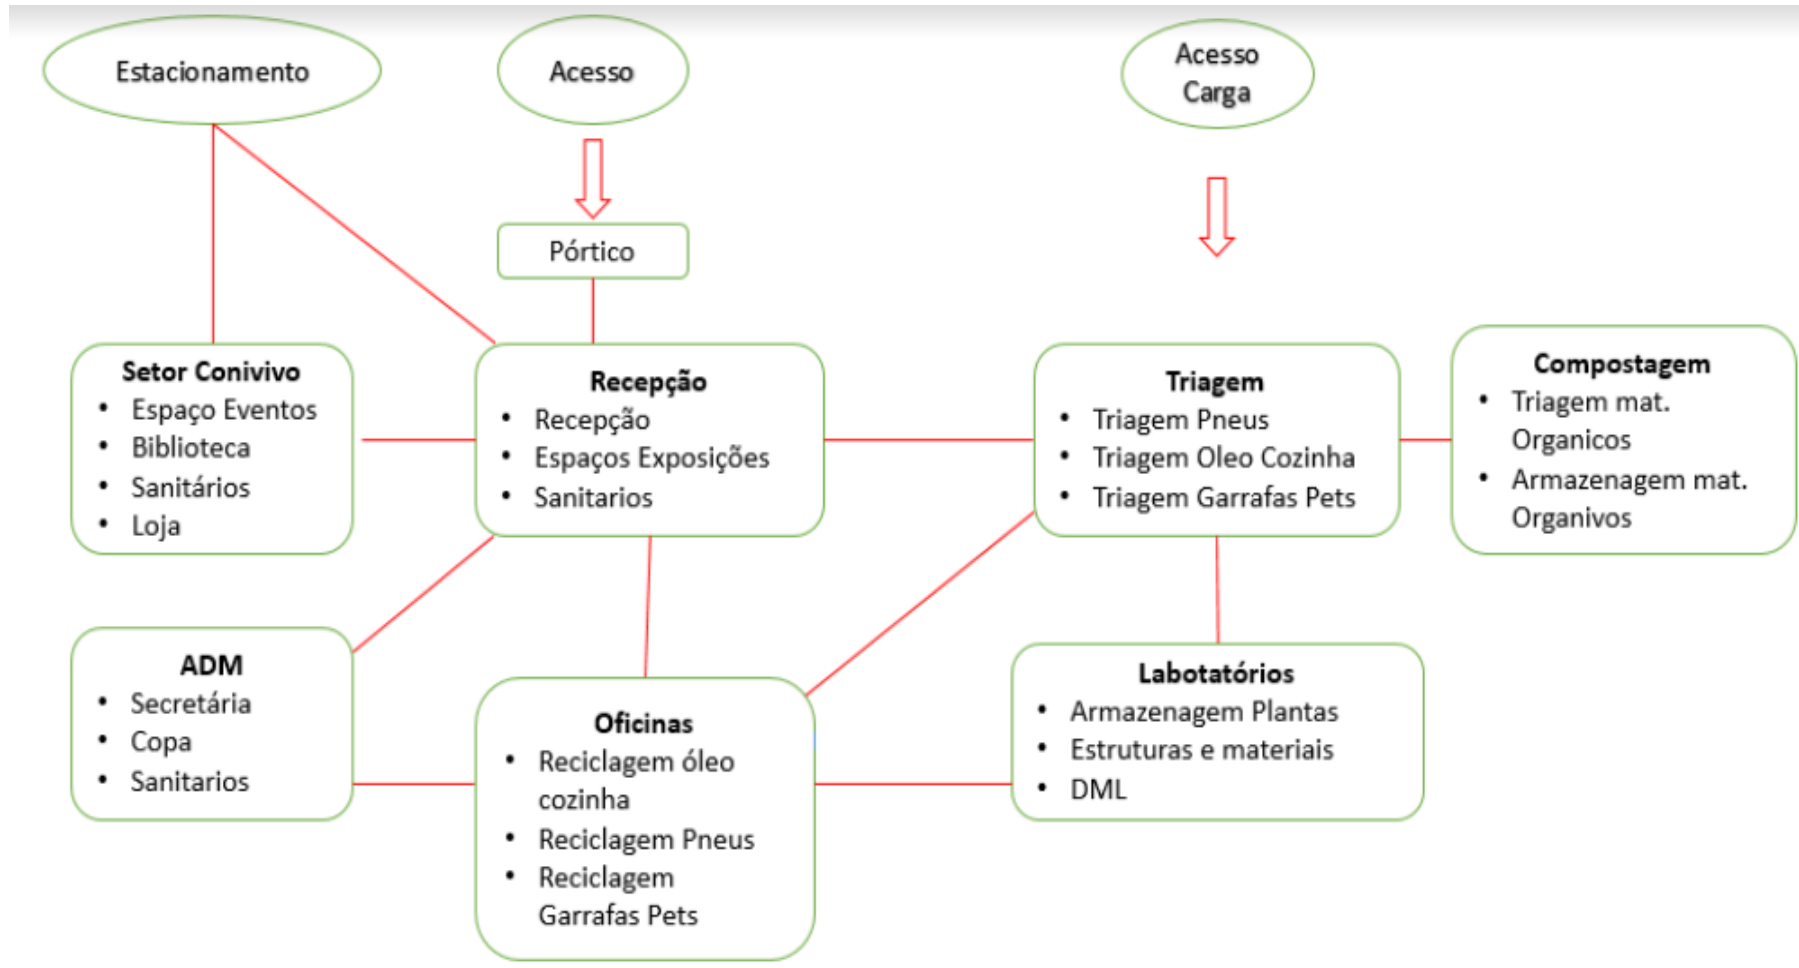 Estacionamento
Acesso
Acesso
Carga
Pórtico
Setor Conivivo
• Espaço Eventos
• Biblioteca
• Sanitários
• Loja
Recepção
• Recepção
• Espaços Exposições
• Sanitarios
Triagem
• Triagem Pneus
• Triagem Oleo Cozinha
• Triagem Garrafas Pets
Compostagem
• Triagem mat.
Organicos
• Armazenagem mat.
Organivos
ADM
• Secretária
• Copa
• Sanitarios
Oficinas
• Reciclagem óleo
cozinha
• Reciclagem Pneus
• Reciclagem
Garrafas Pets
Labotatórios
• Armazenagem Plantas
• Estruturas e materiais
• DML